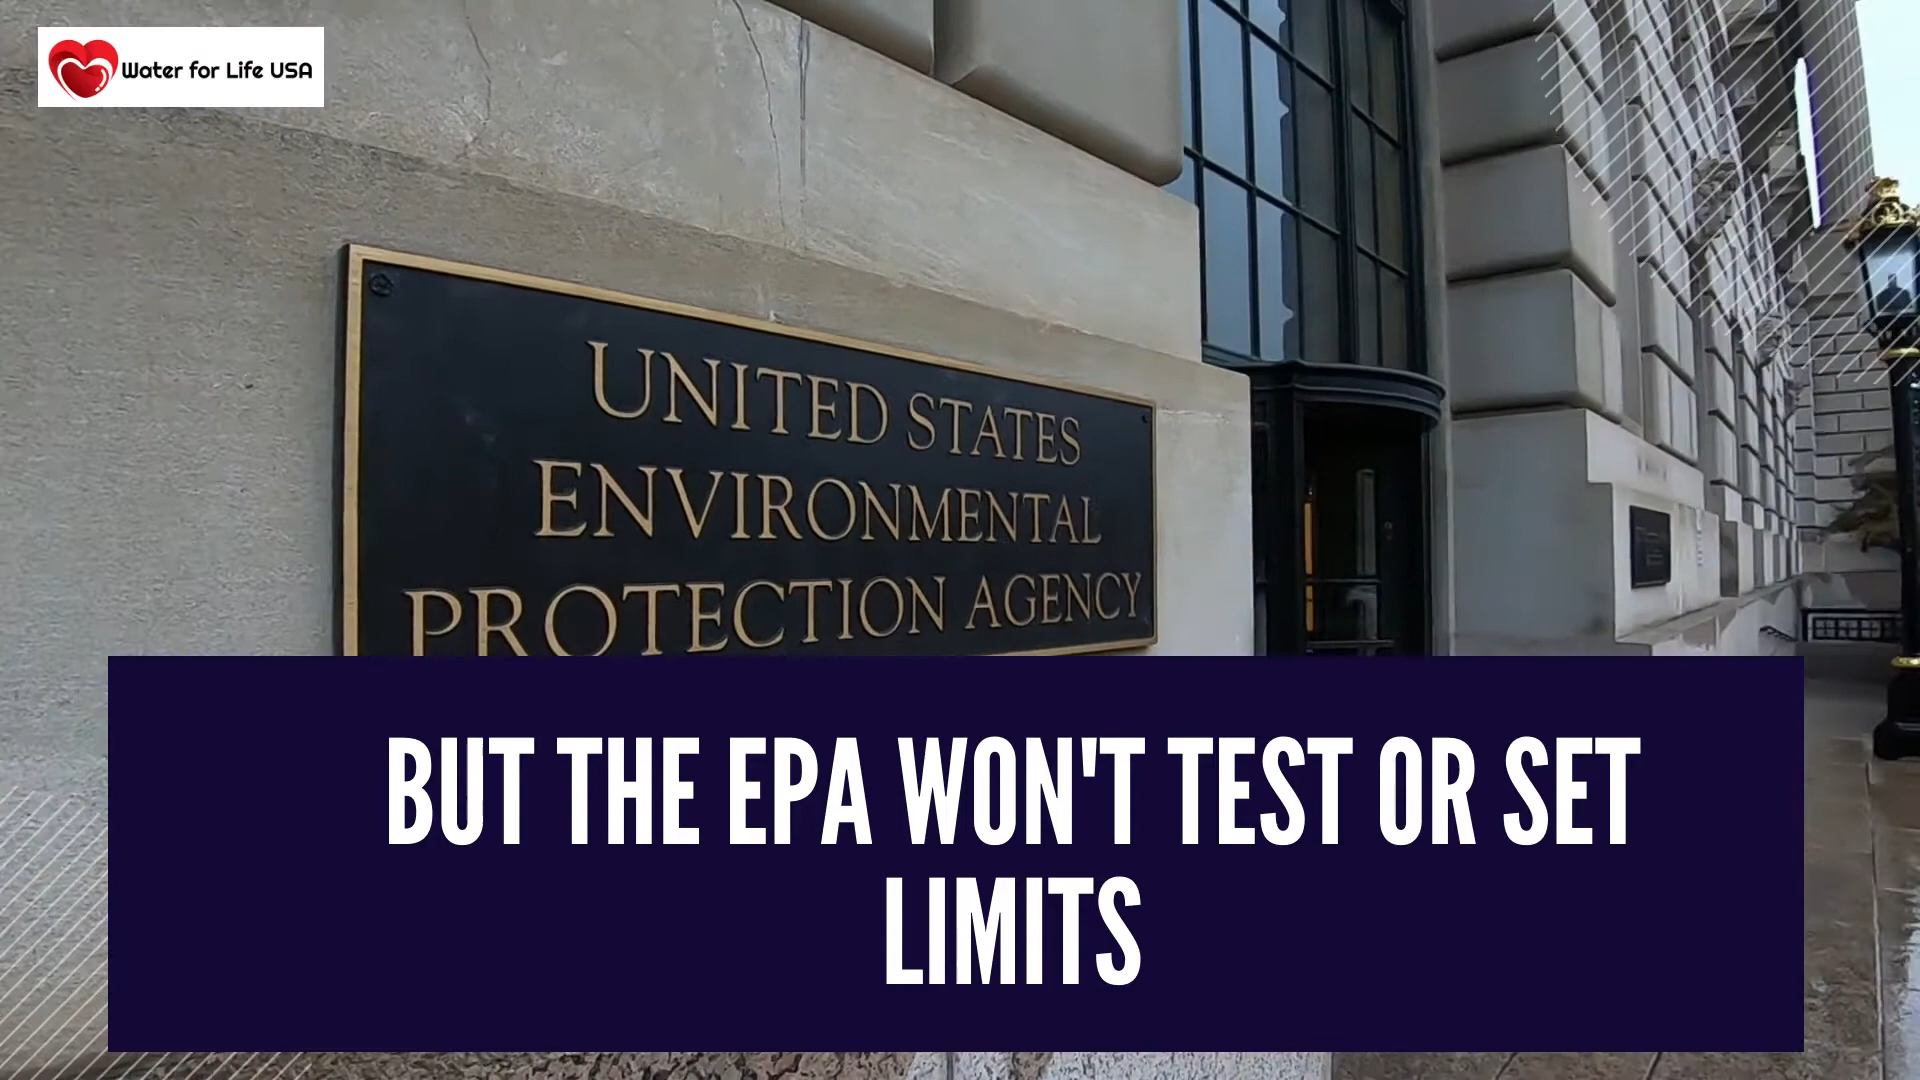 Water for Life USA
UNITED STATES
ENVIRONMENTAL
PROTECTION AGENCY
BUT THE EPA WON'T TEST OR SET
LIMITS